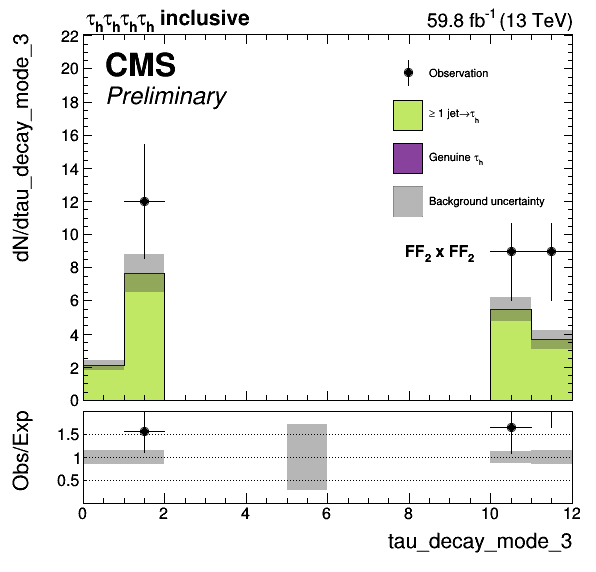 τhτhτhτh inclusive 59.8 fb-1 (13 TeV)
CMS
Preliminary
Observation
≥ 1 jet→τh
Genuine τh
Background uncertainty
FF2 x FF2
dN/dtau_decay_mode_3
22
20
18
16
14
12
10
8
6
4
2
0
Obs/Exp
1.5
1
0.5
0 2 4 6 8 10 12
tau_decay_mode_3